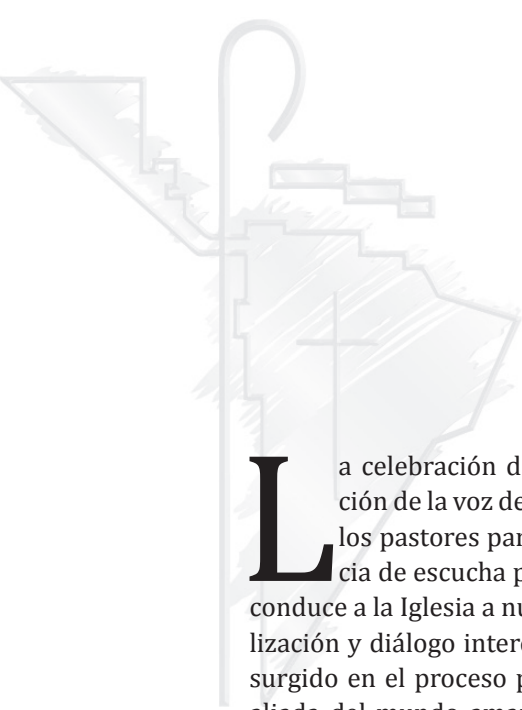 La celebración d
ción de la voz de
los pastores par
cia de escucha p
conduce a la Iglesia a nu
lización y diálogo inter
surgido en el proceso p